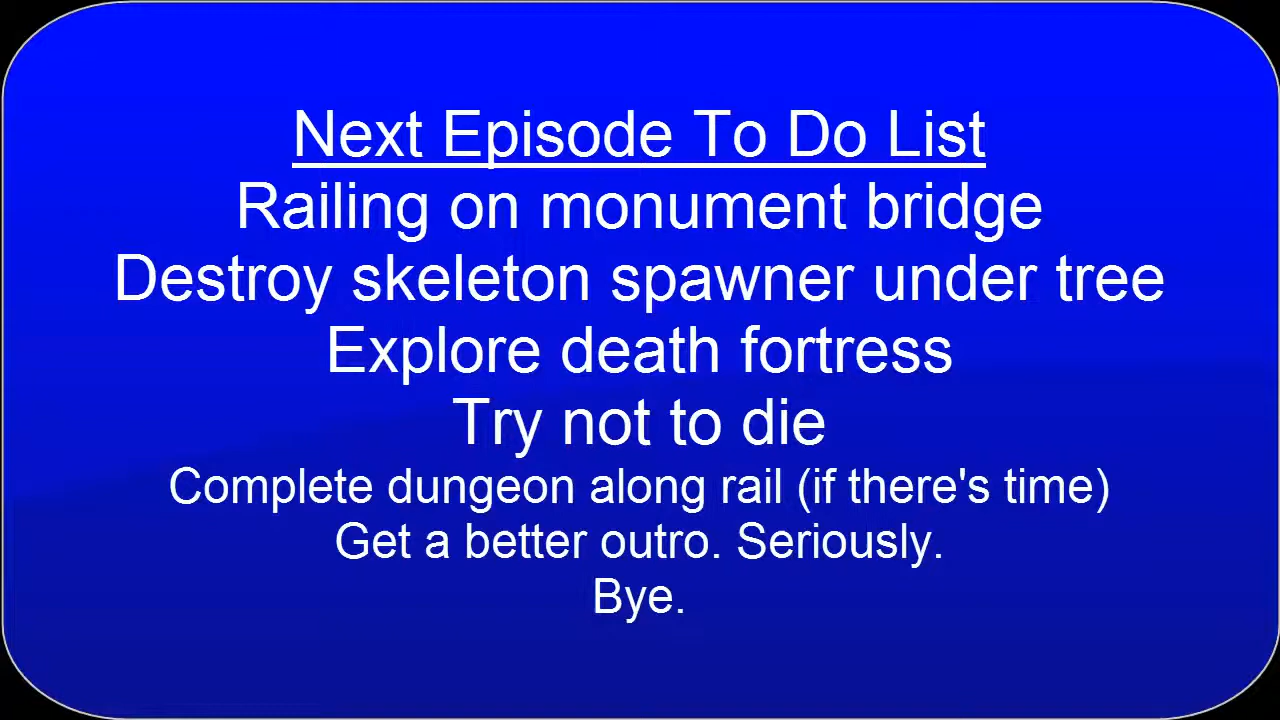 Next Episode To Do List
Railing on monument bridge
Destroy skeleton spawner under tree
Explore death fortress
Try not to die
Complete dungeon along rail (if there's time)
Get a better outro. Seriously.
Bye.